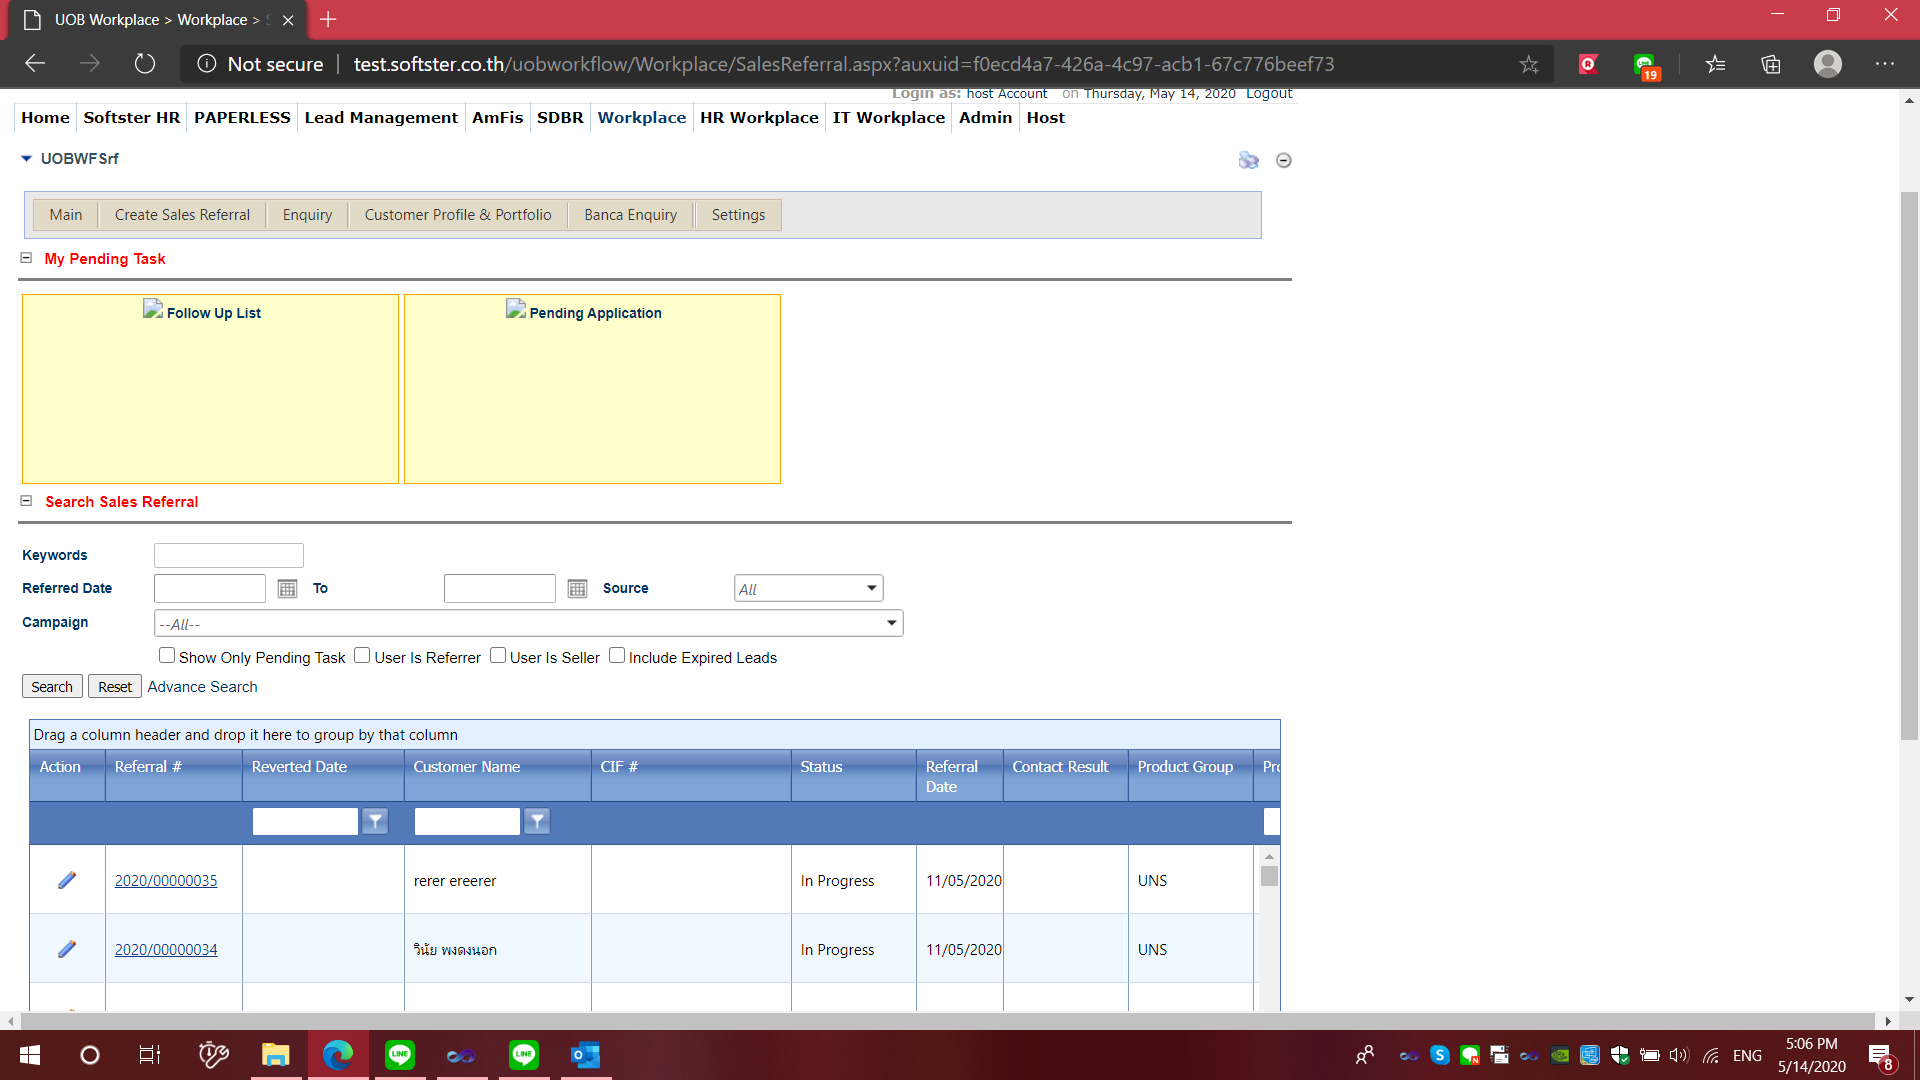 UOB Workplace > Workplace > S
Not secure | test.softster.co.th/uobworkflow/Workplace/SalesReferral.aspx?auxuid=f0ecd4a7-426a-4c97-acb1-67c776beef73
19
Login as: host Account on Thursday, May 14, 2020 Logout
Home Softster HR PAPERLESS Lead Management AmFis SDBR Workplace HR Workplace IT Workplace Admin Host
UOBWFSrf
Main Create Sales Referral Enquiry Customer Profile & Portfolio Banca Enquiry Settings
My Pending Task
Follow Up List Pending Application
Search Sales Referral
Keywords
Referred Date To Source All
Campaign --All--
Show Only Pending Task User Is Referrer User Is Seller Include Expired Leads
Search Reset Advance Search
Drag a column header and drop it here to group by that column
Action Referral # Reverted Date Customer Name CIF # Status Referral Date Contact Result Product Group Pro
2020/00000035 rerer ereerer In Progress 11/05/2020 UNS
2020/00000034 วินัย พงดงนอก In Progress 11/05/2020 UNS
ENG 5:06 PM
5/14/2020 8